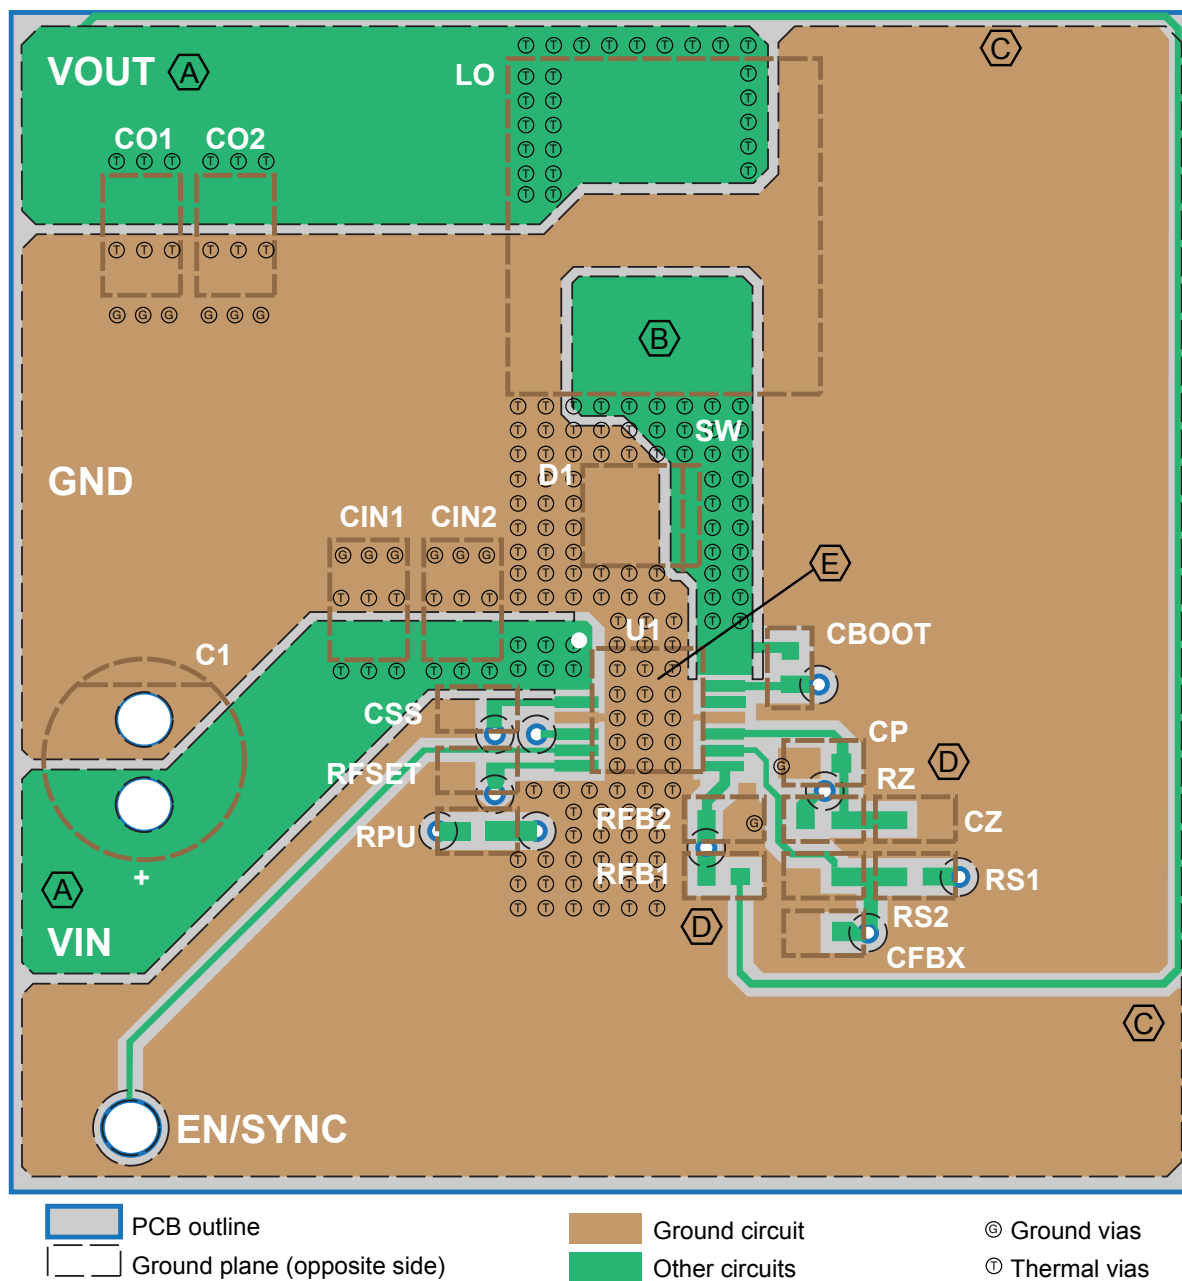 VOUT A
LO
C
CO1 CO2
B
SW
GND
D1
CIN1 CIN2
E
U1
CBOOT
C1
CSS
CP
D
RFSET
RZ
RFB2
CZ
RPU
+
RFB1
RS1
A
D
RS2
VIN
CFBX
C
EN/SYNC
PCB outline
Ground circuit
G Ground vias
Ground plane (opposite side)
Other circuits
T Thermal vias